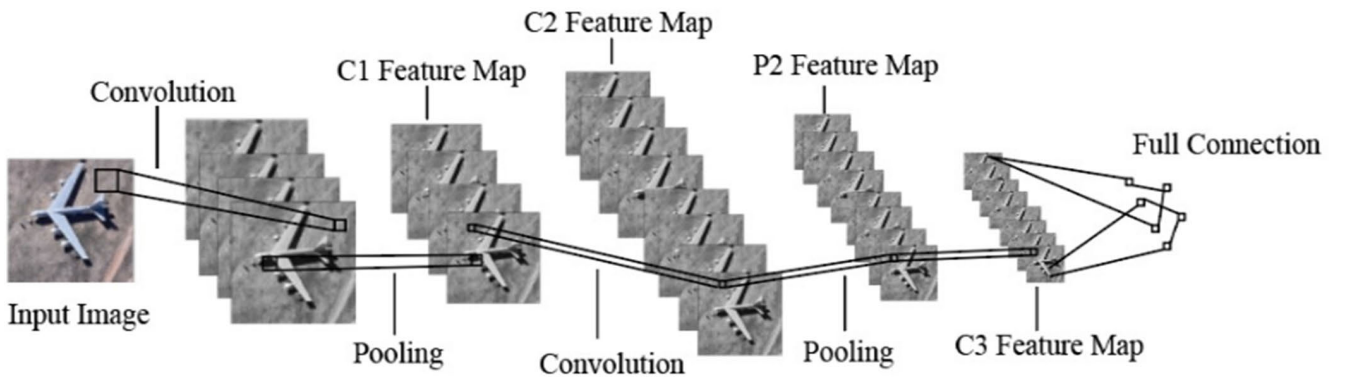 C2 Feature Map
C1 Feature Map
P2 Feature Map
Convolution
Full Connection
Input Image
Pooling
Convolution
Pooling
C3 Feature Map